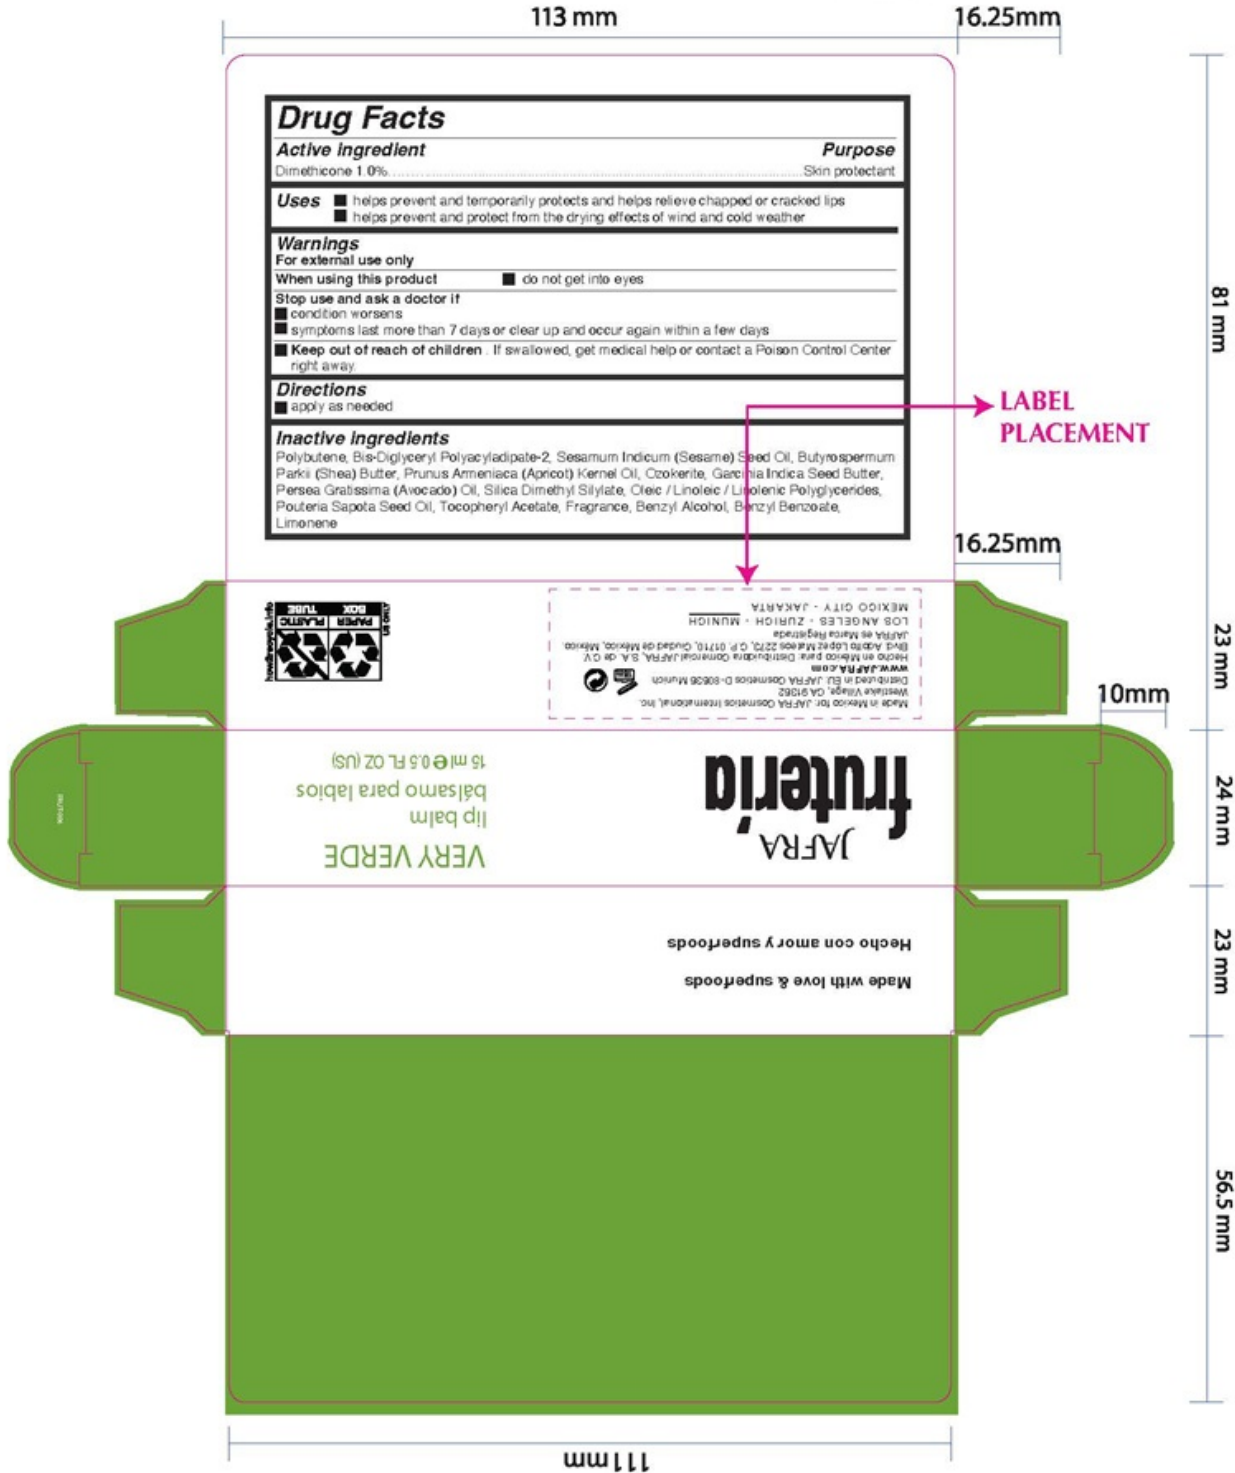 113 mm
16.25mm
Drug Facts
Active ingredient Purpose
Dimethicone 1.0% Skin protectant
Uses ■ helps prevent and temporarily protects and helps relieve chapped or cracked lips
■ helps prevent and protect from the drying effects of wind and cold weather
Warnings
For external use only
When using this product ■ do not get into eyes
Stop use and ask a doctor if
■ condition worsens
■ symptoms last more than 7 days or clear up and occur again within a few days
■ Keep out of reach of children . If swallowed, get medical help or contact a Poison Control Center
right away.
Directions
■ apply as needed
Inactive ingredients
Polybutene, Bis-Diglyceryl Polyacyladipate-2, Sesamum Indicum (Sesame) Seed Oil, Butyrospermum
Parkii (Shea) Butter, Prunus Armeniaca (Apricot) Kernel Oil, Ozokerite, Garcinia Indica Seed Butter,
Persea Gratissima (Avocado) Oil, Silica Dimethyl Silylate, Oleic / Linoleic / Linolenic Polyglycerides,
Pouteria Sapota Seed Oil, Tocopheryl Acetate, Fragrance, Benzyl Alcohol, Benzyl Benzoate,
Limonene
81 mm
LABEL
PLACEMENT
16.25mm
23 mm
Made in Mexico for: JAFRA Cosmetics International, Inc.
Westlake Village, CA 91362
Distributed in EU: JAFRA Cosmetics D-80636 Munich
www.JAFRA.com
Hecho en México para: Distribuidora Comercial JAFRA, S.A. de C.V.
Blvd. Adolfo López Mateos 2272, C.P. 01710, Ciudad de México, México.
JAFRA es Marca Registrada
LOS ANGELES - ZURICH - MUNICH
MEXICO CITY - JAKARTA
US ONLY
PAPER
BOX
PLASTIC
TUBE
how2recycle.info
10mm
24 mm
JAFRA
frutería
VERY VERDE
lip balm
bálsamo para labios
15 ml ℮ 0.5 FL OZ (US)
23 mm
Made with love & superfoods
Hecho con amor y superfoods
56.5 mm
111mm